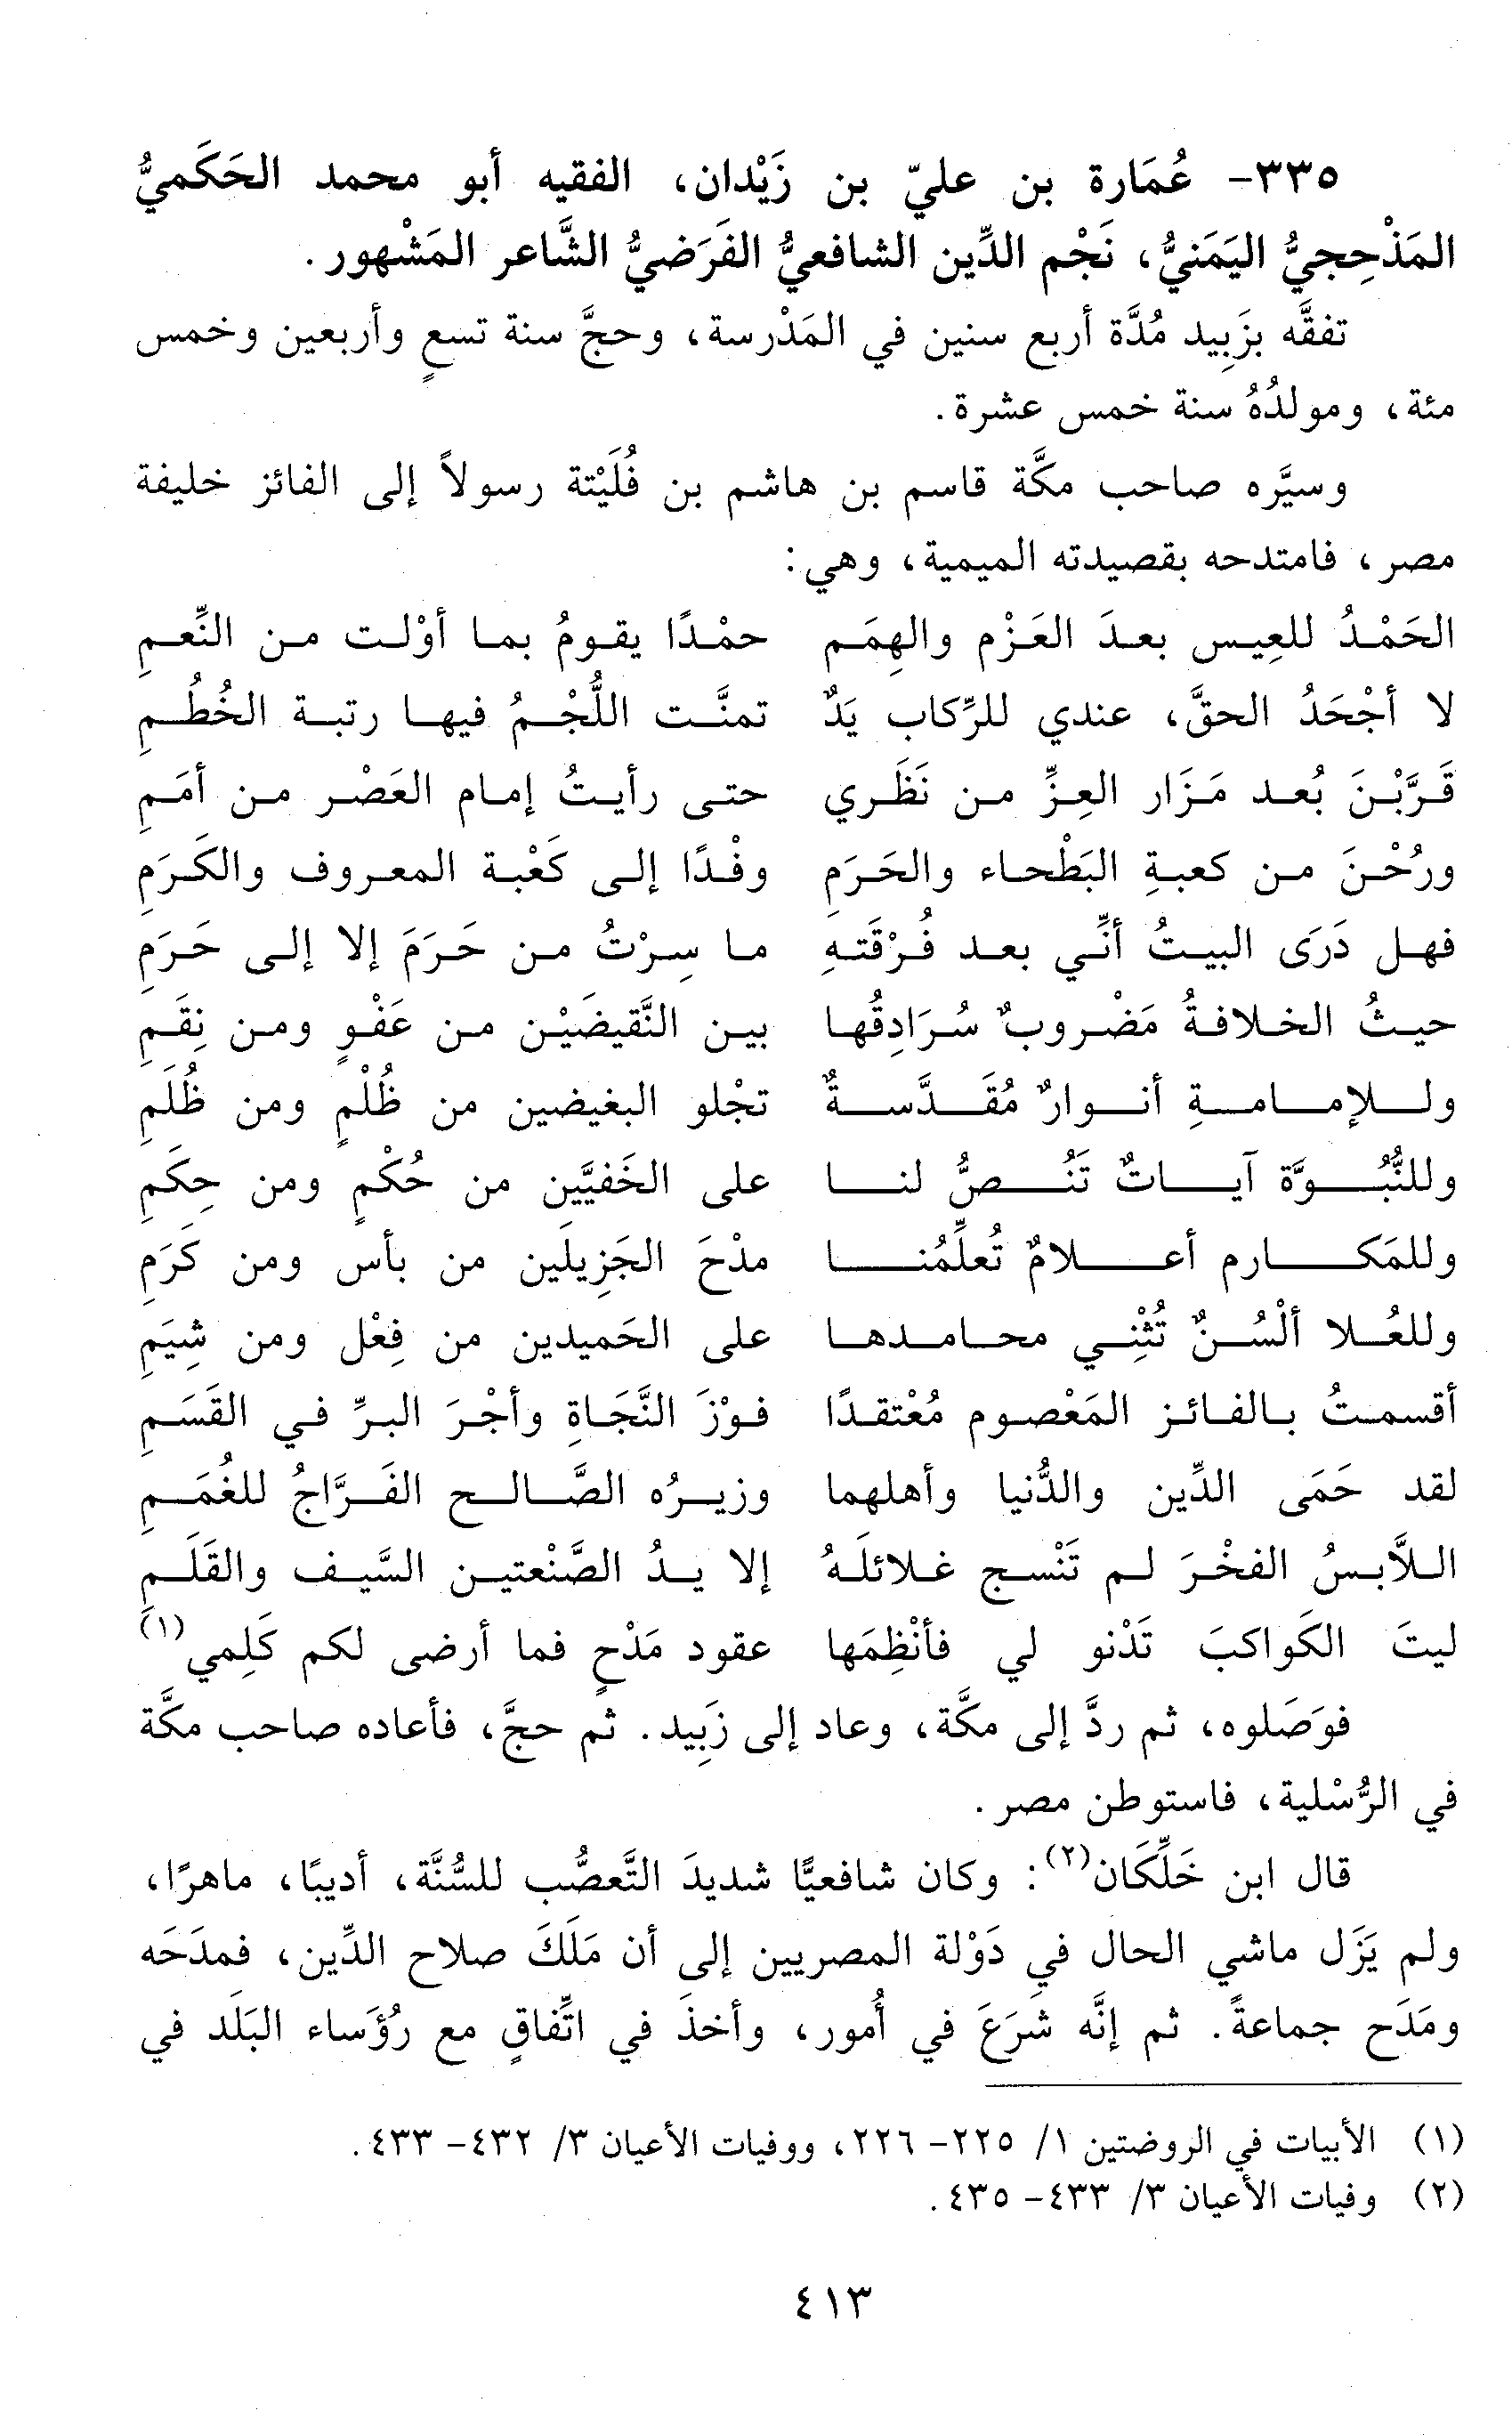 ٣٣٥- عُمَارة بن عليّ بن زَيْدان، الفقيه أبو محمد الحَكَميُّ
المَذْحِجيُّ اليَمَنيُّ، نَجْم الدِّين الشافعيُّ الفَرَضيُّ الشَّاعر المَشْهور.
تفقَّه بزَبِيد مُدَّة أربع سنين في المَدْرسة، وحجَّ سنة تسعٍ وأربعين وخمس
مئة، ومولدُهُ سنة خمس عشرة.
وسيَّره صاحب مكَّة قاسم بن هاشم بن فُلَيْتة رسولاً إلى الفائز خليفة
مصر، فامتدحه بقصيدته الميمية، وهي:
الحَمْدُ للعِيس بعدَ العَزْم والهِمَم حمْدًا يقومُ بما أوْلت من النِّعمِ
لا أجْحَدُ الحقَّ، عندي للرِّكاب يَدٌ تمنَّت اللُّجْمُ فيها رتبة الخُطُمِ
قَرَّبْنَ بُعد مَزَار العِزِّ من نَظَري حتى رأيتُ إمام العَصْر من أمَمِ
ورُحْنَ من كعبةِ البَطْحاء والحَرَمِ وفْدًا إلى كَعْبة المعروف والكَرَمِ
فهل دَرَى البيتُ أنِّي بعد فُرْقَتهِ ما سِرْتُ من حَرَمَ إلا إلى حَرَمِ
حيثُ الخلافةُ مَضْروبٌ سُرَادِقُها بين النَّقيضَيْن من عَفْوٍ ومن نِقَمِ
وللإمامةِ أنوارٌ مُقَدَّسةٌ تجْلو البغيضين من ظُلْمٍ ومن ظُلَمِ
وللنُّبُوَّة آياتٌ تَنُصُّ لنا على الخَفيَّين من حُكْمٍ ومن حِكَمِ
وللمَكارم أعلامٌ تُعلِّمُنا مدْحَ الجَزِيلَين من بأس ومن كَرَمِ
وللعُلا ألْسُنٌ تُثْنِي محامدها على الحَميدين من فِعْل ومن شِيَمِ
أقسمتُ بالفائز المَعْصوم مُعْتقدًا فوْزَ النَّجَاةِ وأجْرَ البرِّ في القَسَمِ
لقد حَمَى الدِّين والدُّنيا وأهلهما وزيرُه الصَّالح الفَرَّاجُ للغُمَمِ
اللاَّبسُ الفخْرَ لم تَنْسج غلائلَهُ إلا يدُ الصَّنْعتين السَّيف والقَلَمِ
ليتَ الكَواكبَ تَدْنو لي فأنْظِمَها عقود مَدْحٍ فما أرضى لكم كَلِمي(١)
فوَصَلوه، ثم ردَّ إلى مكَّة، وعاد إلى زَبِيد. ثم حجَّ، فأعاده صاحب مكَّة
في الرُّسْلية، فاستوطن مصر.
قال ابن خَلِّكَان(٢): وكان شافعيًّا شديدَ التَّعصُّب للسُّنَّة، أديبًا، ماهرًا،
ولم يَزَل ماشي الحال في دَوْلة المصريين إلى أن مَلَكَ صلاح الدِّين، فمدَحَه
ومَدَح جماعةً. ثم إنَّه شرَعَ في أُمور، وأخذَ في اتِّفاقٍ مع رُؤَساء البَلَد في
(١) الأبيات في الروضتين ١/ ٢٢٥- ٢٢٦، ووفيات الأعيان ٣/ ٤٣٢- ٤٣٣.
(٢) وفيات الأعيان ٣/ ٤٣٣- ٤٣٥.
٤١٣